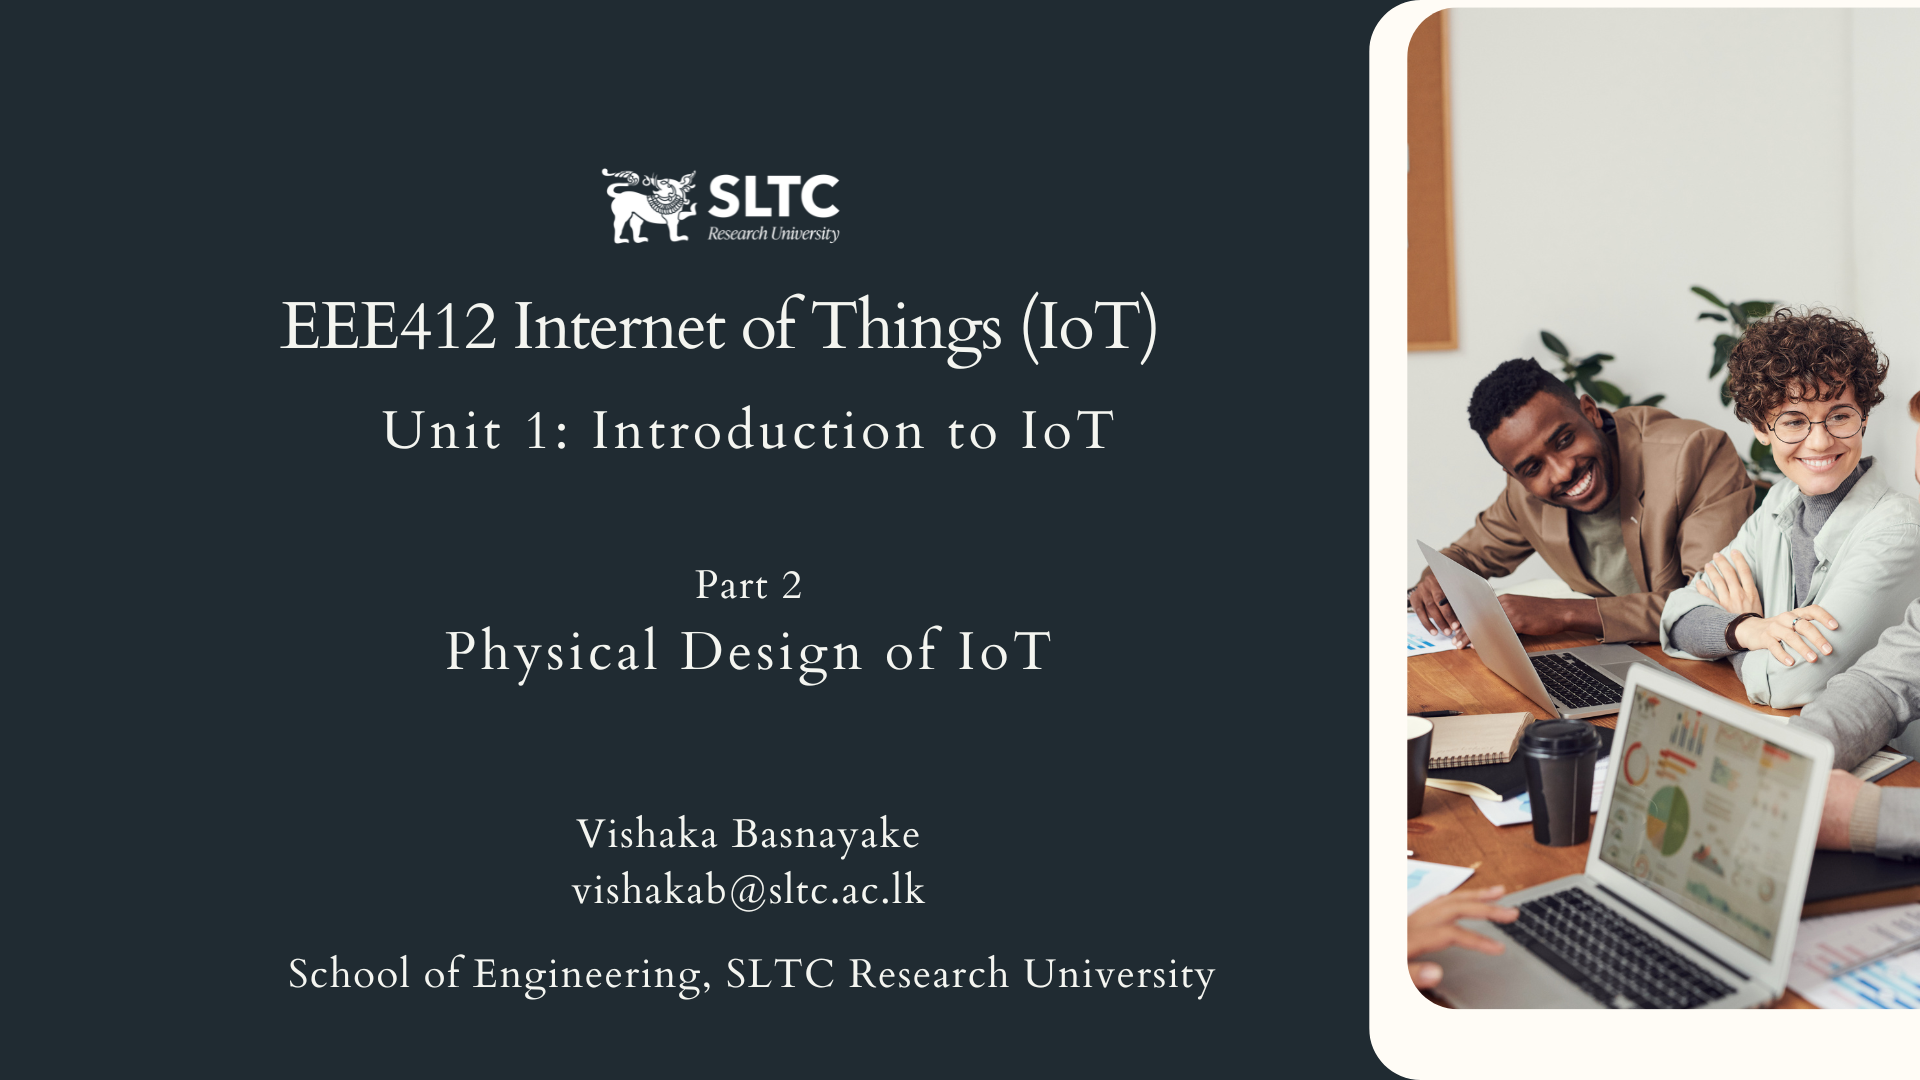 SLTC
Research University
EEE412 Internet of Things (IoT)
Unit 1: Introduction to IoT
Part 2
Physical Design of IoT
Vishaka Basnayake
vishakab@sltc.ac.lk
School of Engineering, SLTC Research University